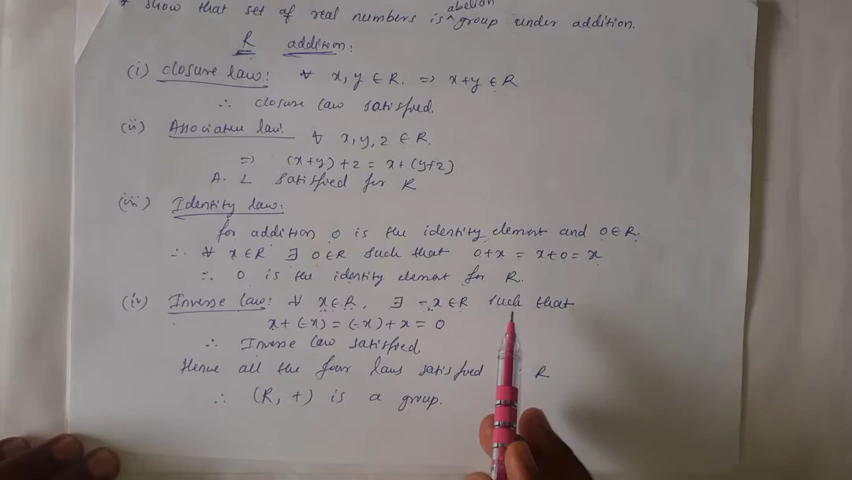 * Show that set of real numbers is ^ abelian group under addition.
R addition:
(i) Closure law: ∀ x, y ∈ R. ⇒ x+y ∈ R
∴ closure law satisfied.
(ii) Associative law: ∀ x, y, z ∈ R.
⇒ (x+y)+z = x+(y+z)
A. L satisfied for R
(iii) Identity law:
for addition 0 is the identity element and 0∈R.
∴ ∀ x∈R ∃ 0∈R such that 0+x = x+0 = x
∴ 0 is the identity element for R.
(iv) Inverse law: ∀ x∈R, ∃ -x∈R such that
x+(-x) = (-x)+x = 0
∴ Inverse law satisfied.
Hence all the four laws satisfied R
∴ (R, +) is a group.